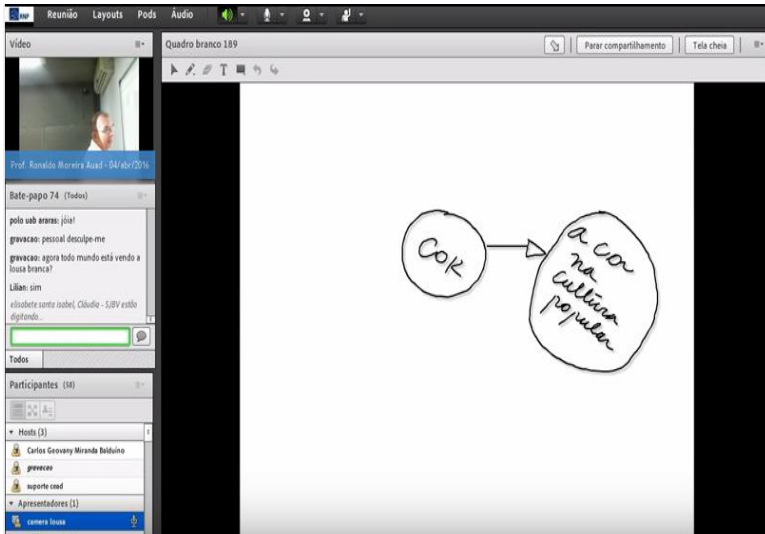 RNP Reunião Layouts Pods Áudio
Vídeo
Prof. Ronaldo Moreira Auad - 04/abr/2016
Bate-papo 74 (Todos)
polo uab araras: jóia!
gravacao: pessoal desculpe-me
gravacao: agora todo mundo está vendo a
lousa branca?
Lilian: sim
elisabete santa isabel, Cláudia - SJBV estão
digitando...
Todos
Participantes (58)
Hosts (3)
Carlos Geovany Miranda Balduino
gravacao
suporte cead
Apresentadores (1)
camera lousa
Quadro branco 189
Parar compartilhamento
Tela cheia
COR
a cor
na
cultura
popular